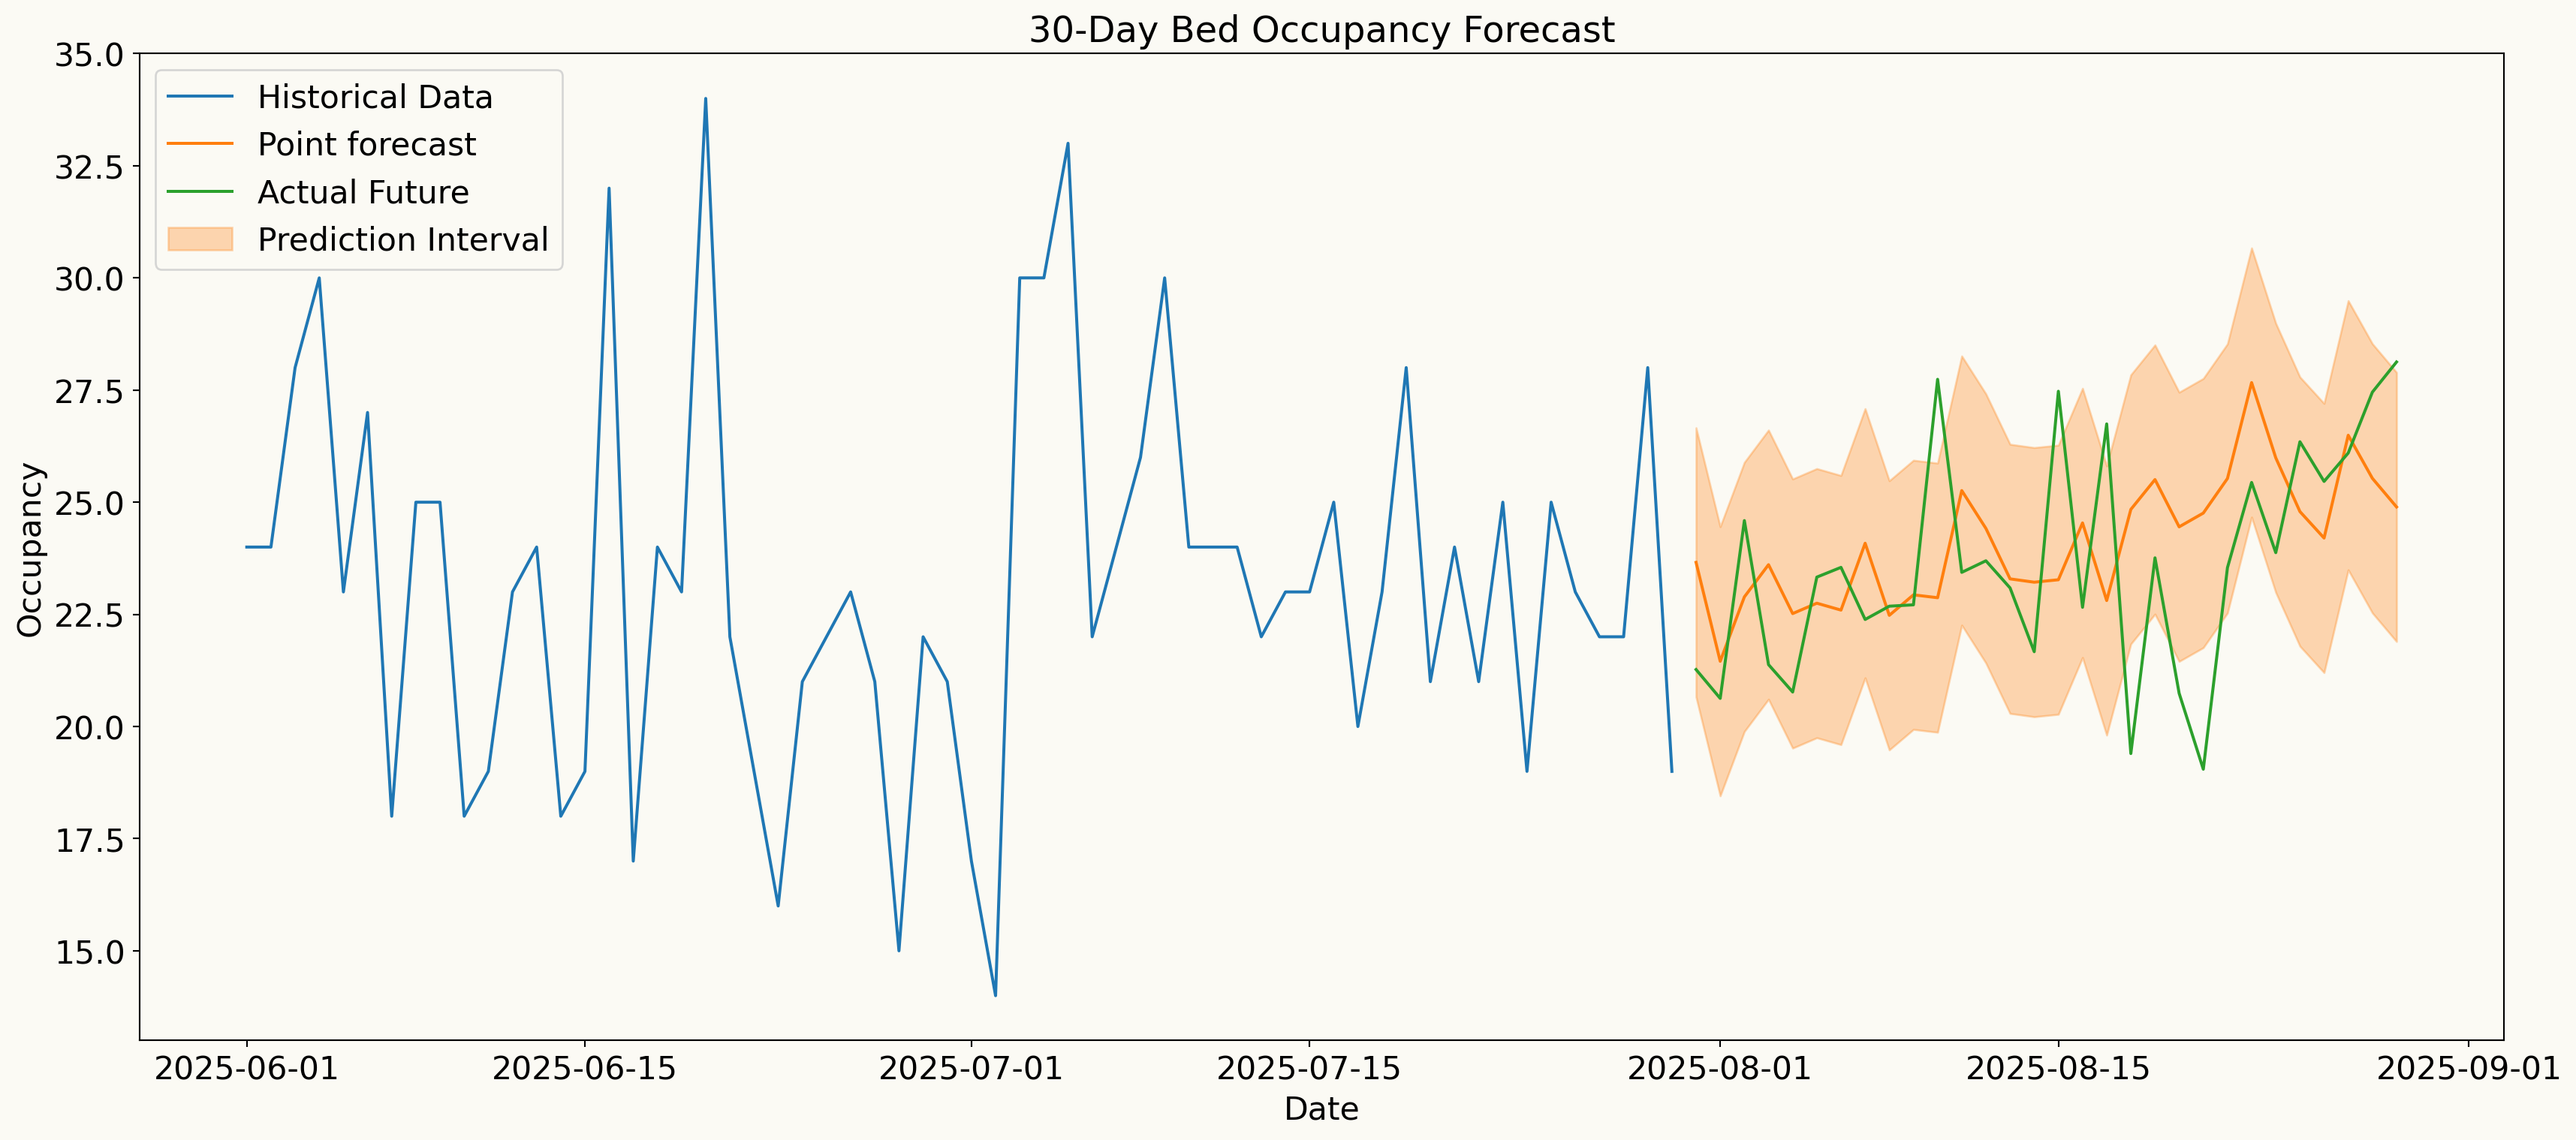 30-Day Bed Occupancy Forecast
35.0
32.5
30.0
27.5
25.0
22.5
20.0
17.5
15.0
Occupancy
Historical Data
Point forecast
Actual Future
Prediction Interval
2025-06-01
2025-06-15
2025-07-01
2025-07-15
2025-08-01
2025-08-15
2025-09-01
Date